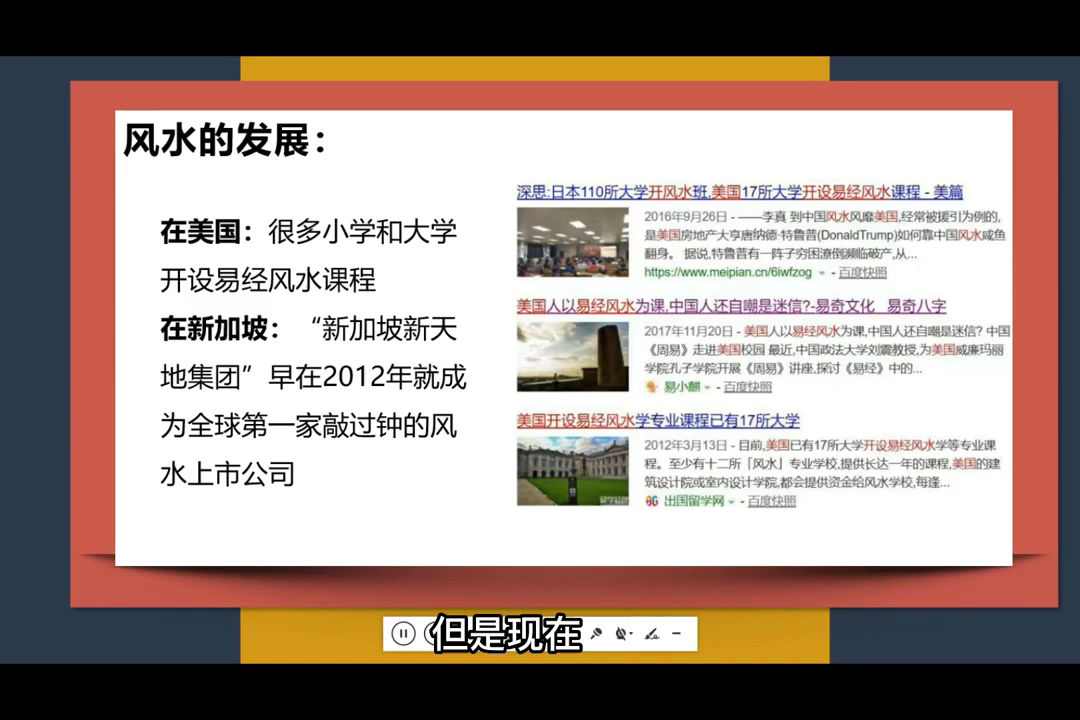 风水的发展：
在美国：很多小学和大学
开设易经风水课程
在新加坡：“新加坡新天
地集团”早在2012年就成
为全球第一家敲过钟的风
水上市公司
深思:日本110所大学开风水班,美国17所大学开设易经风水课程 - 美篇
2016年9月26日 - ——李真 到中国风水风靡美国,经常被援引为例的,
是美国房地产大亨唐纳德·特鲁普(DonaldTrump)如何靠中国风水咸鱼
翻身。 据说,特鲁普有一阵子穷困潦倒濒临破产,从...
https://www.meipian.cn/6iwfzog - 百度快照
美国人以易经风水为课,中国人还自嘲是迷信?-易奇文化 易奇八字
2017年11月20日 - 美国人以易经风水为课,中国人还自嘲是迷信? 中国
《周易》走进美国校园 最近,中国政法大学刘震教授,为美国威廉玛丽
学院孔子学院开展《周易》讲座,探讨《易经》中的...
易小麒 - 百度快照
美国开设易经风水学专业课程已有17所大学
2012年3月13日 - 目前,美国已有17所大学开设易经风水学等专业课
程。至少有十二所「风水」专业学校,提供长达一年的课程,美国的建
筑设计院或室内设计学院,都会提供资金给风水学校,每逢...
出国留学网 - 百度快照
但是现在